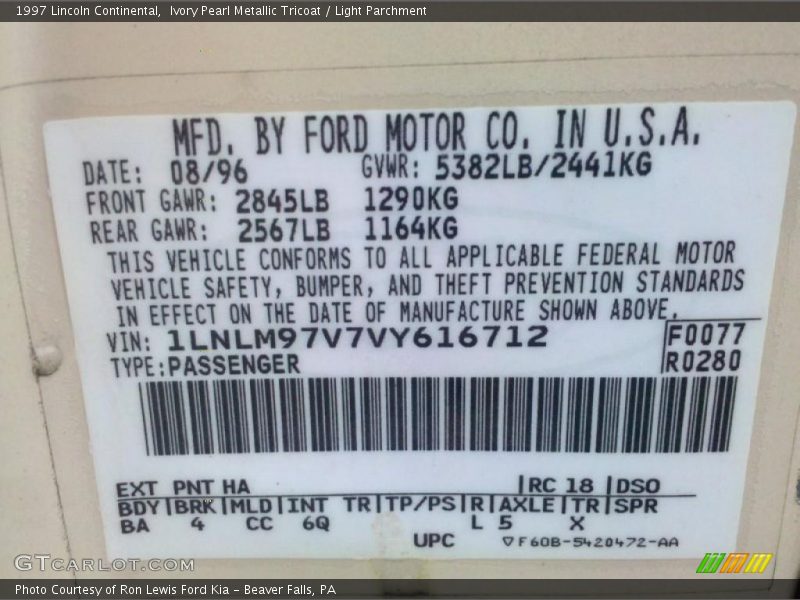 1997 Lincoln Continental, Ivory Pearl Metallic Tricoat / Light Parchment
MFD. BY FORD MOTOR CO. IN U.S.A.
DATE: 08/96 GVWR: 5382LB/2441KG
FRONT GAWR: 2845LB 1290KG
REAR GAWR: 2567LB 1164KG
THIS VEHICLE CONFORMS TO ALL APPLICABLE FEDERAL MOTOR
VEHICLE SAFETY, BUMPER, AND THEFT PREVENTION STANDARDS
IN EFFECT ON THE DATE OF MANUFACTURE SHOWN ABOVE.
VIN: 1LNLM97V7VY616712 F0077
TYPE: PASSENGER R0280
EXT PNT HA | RC 18 | DSO
BDY | BRK | MLD | INT TR | TP/PS | R | AXLE | TR | SPR
BA 4 CC 6Q L 5 X
UPC ▽F60B-5420472-AA
GTCARLOT.COM
Photo Courtesy of Ron Lewis Ford Kia - Beaver Falls, PA